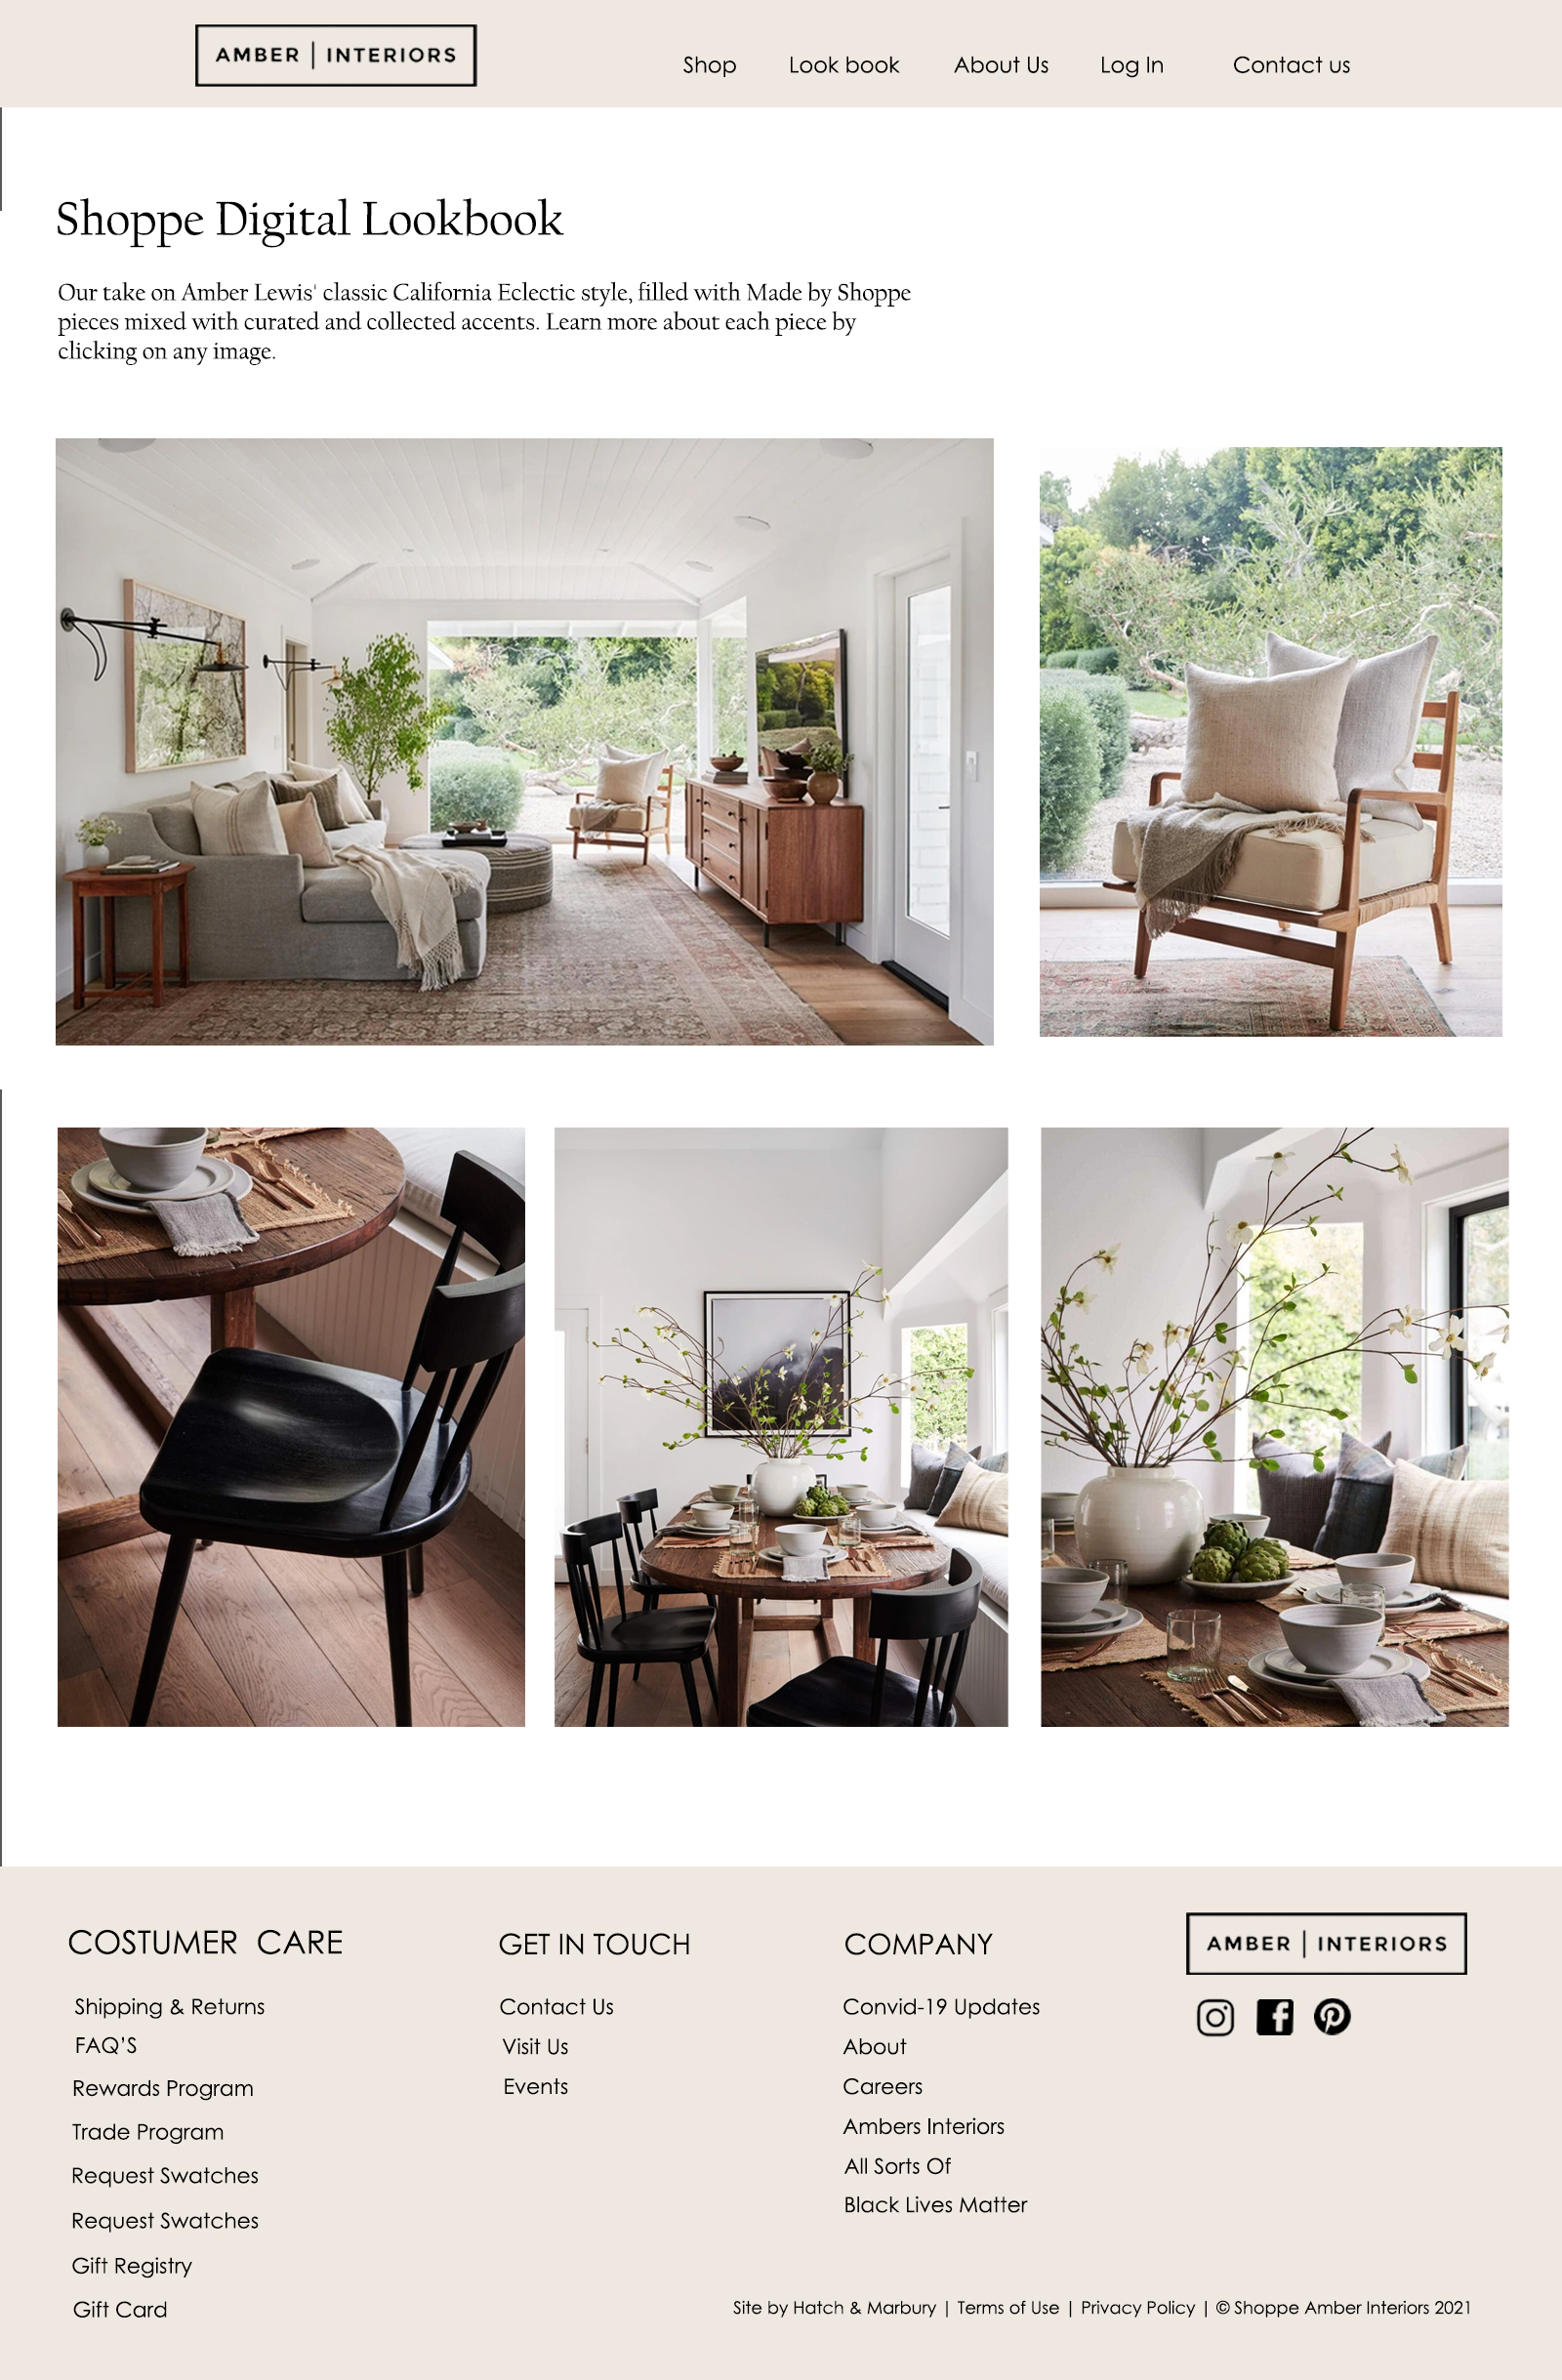 AMBER | INTERIORS
Shop Look book About Us Log In Contact us
Shoppe Digital Lookbook
Our take on Amber Lewis' classic California Eclectic style, filled with Made by Shoppe
pieces mixed with curated and collected accents. Learn more about each piece by
clicking on any image.
COSTUMER CARE
Shipping & Returns
FAQ'S
Rewards Program
Trade Program
Request Swatches
Request Swatches
Gift Registry
Gift Card
GET IN TOUCH
Contact Us
Visit Us
Events
COMPANY
Convid-19 Updates
About
Careers
Ambers Interiors
All Sorts Of
Black Lives Matter
AMBER | INTERIORS
Site by Hatch & Marbury | Terms of Use | Privacy Policy | © Shoppe Amber Interiors 2021